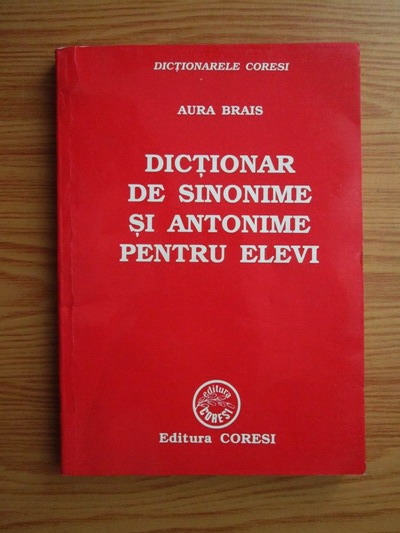 DICȚIONARELE CORESI
AURA BRAIS
DICȚIONAR
DE SINONIME
ȘI ANTONIME
PENTRU ELEVI
editura
CORESI
Editura CORESI